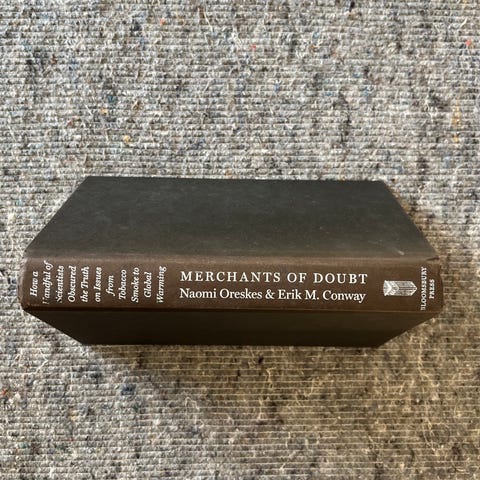 How a
Handful of
Scientists
Obscured
the Truth
on Issues
from
Tobacco
Smoke to
Global
Warming
MERCHANTS OF DOUBT
Naomi Oreskes & Erik M. Conway
BLOOMSBURY
PRESS